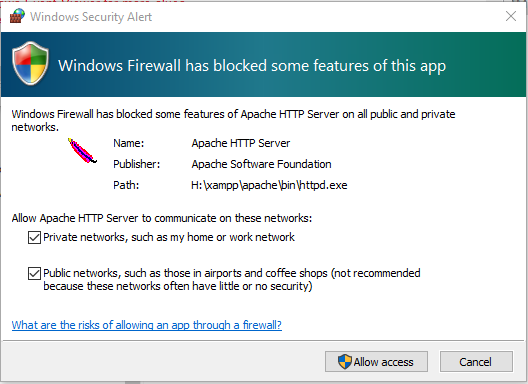 Windows Security Alert
Windows Firewall has blocked some features of this app
Windows Firewall has blocked some features of Apache HTTP Server on all public and private
networks.
Name: Apache HTTP Server
Publisher: Apache Software Foundation
Path: H:\xampp\apache\bin\httpd.exe
Allow Apache HTTP Server to communicate on these networks:
Private networks, such as my home or work network
Public networks, such as those in airports and coffee shops (not recommended
because these networks often have little or no security)
What are the risks of allowing an app through a firewall?
Allow access Cancel